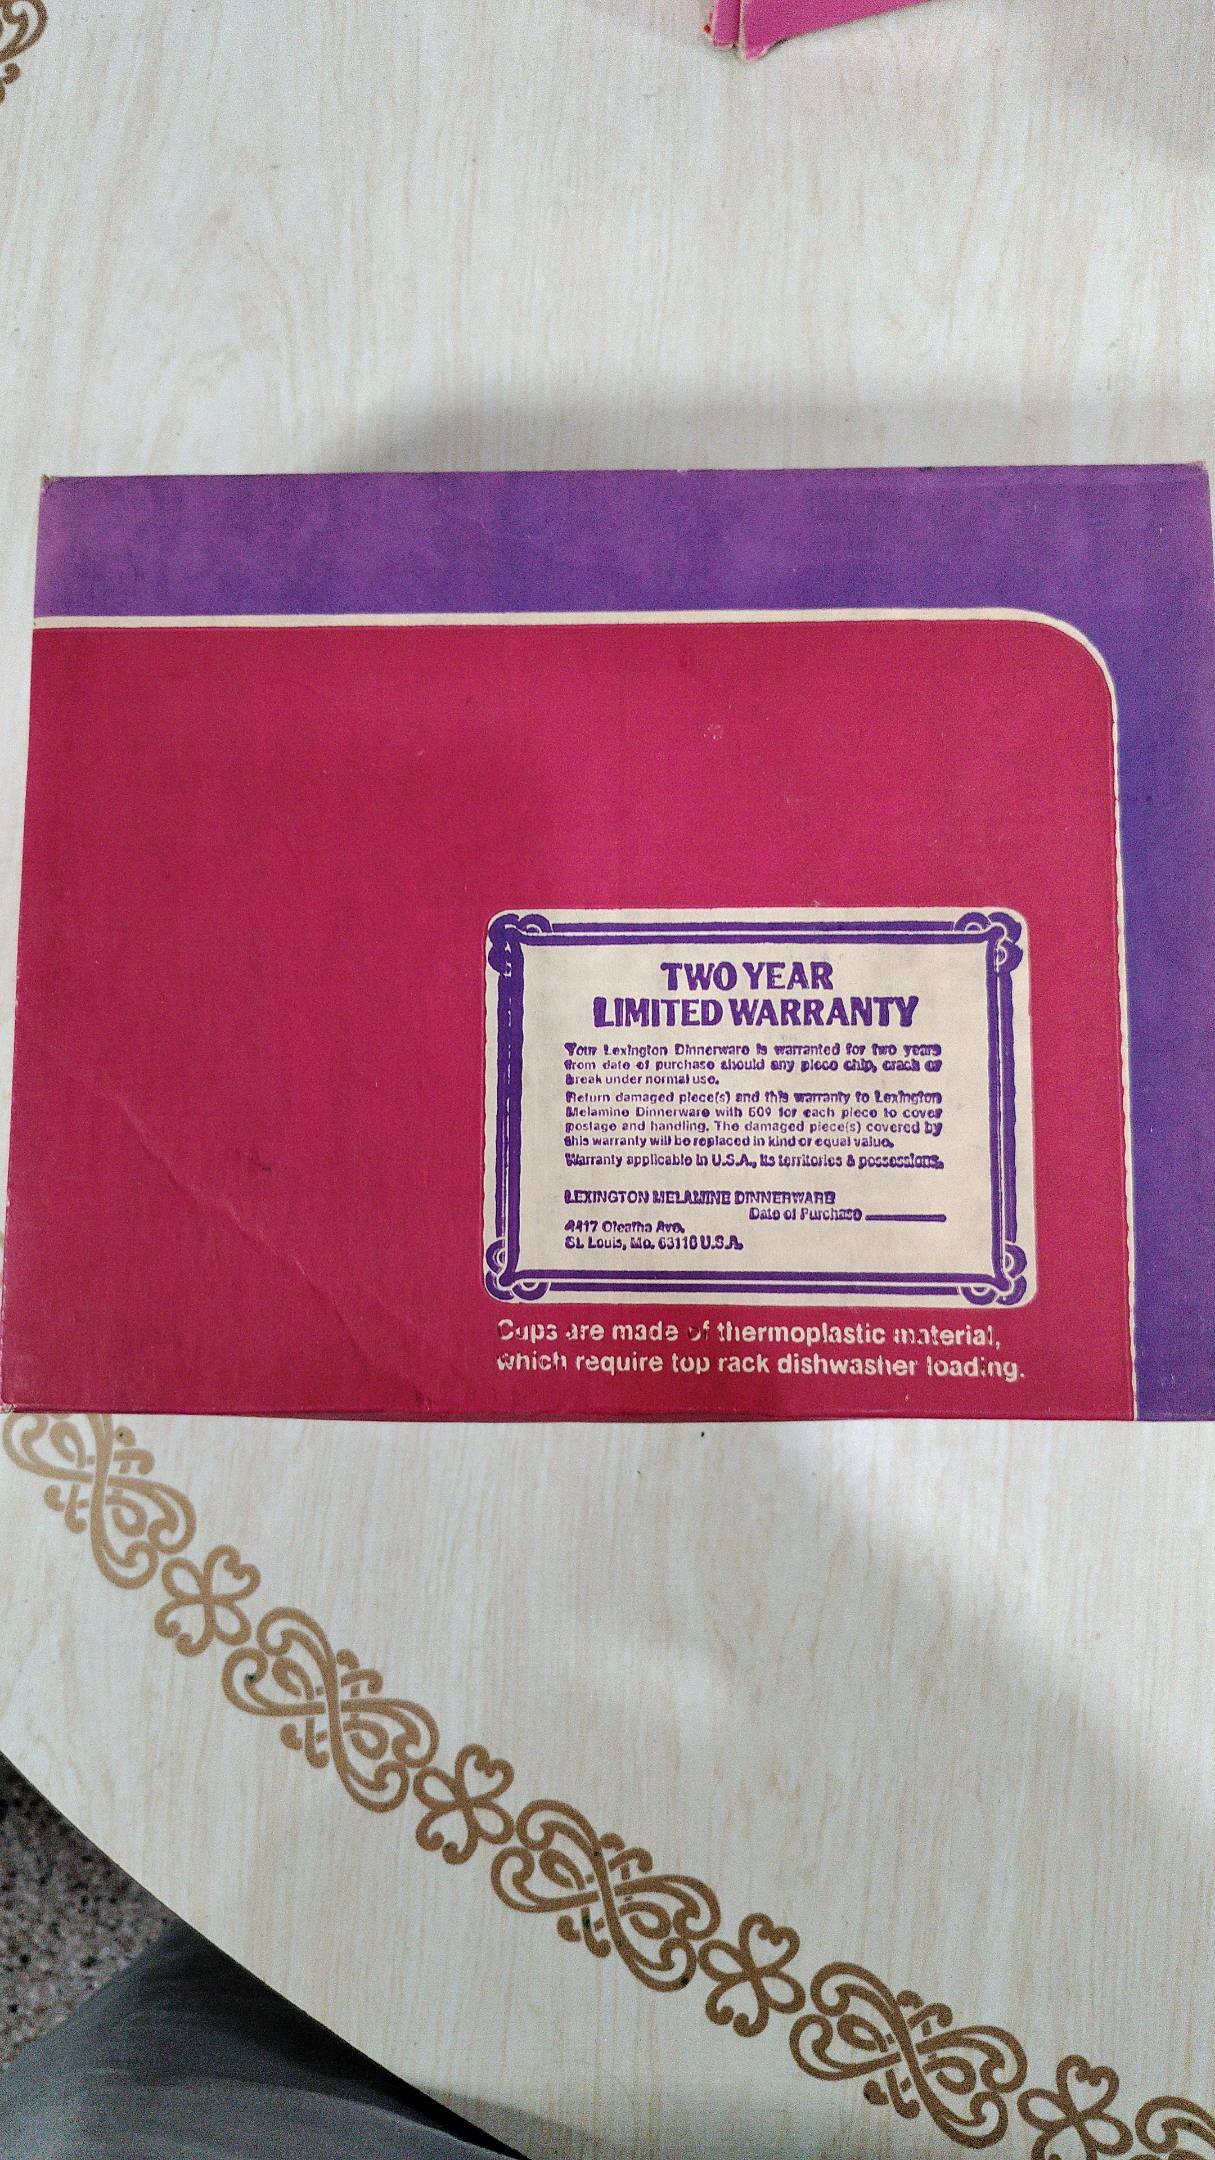 TWO YEAR
LIMITED WARRANTY
Your Lexington Dinnerware is warranted for two years
from date of purchase should any piece chip, crack or
break under normal use.
Return damaged piece(s) and this warranty to Lexington
Melamine Dinnerware with 50¢ for each piece to cover
postage and handling. The damaged piece(s) covered by
this warranty will be replaced in kind or equal value.
Warranty applicable in U.S.A., its territories & possessions.
LEXINGTON MELAMINE DINNERWARE
Date of Purchase
4417 Oleatha Ave.
St. Louis, Mo. 63116 U.S.A.
Cups are made of thermoplastic material,
which require top rack dishwasher loading.